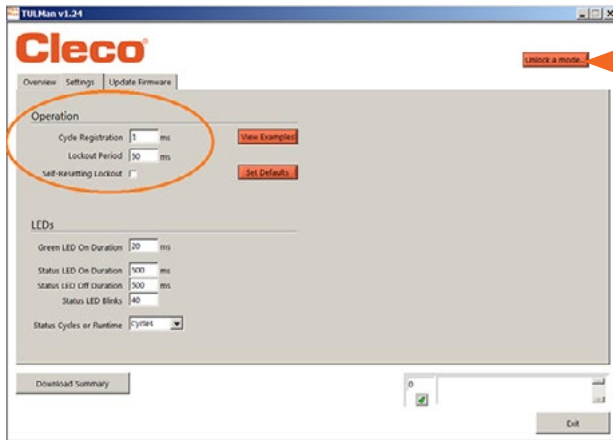 TULMan v1.24
Cleco
Unlock a mode...
Overview Settings Update Firmware
Operation
Cycle Registration 1 ms View Examples
Lockout Period 50 ms
Self-Resetting Lockout Set Defaults
LEDs
Green LED On Duration 20 ms
Status LED On Duration 500 ms
Status LED Off Duration 500 ms
Status LED Blinks 40
Status Cycles or Runtime Cycles
Download Summary
0
Exit